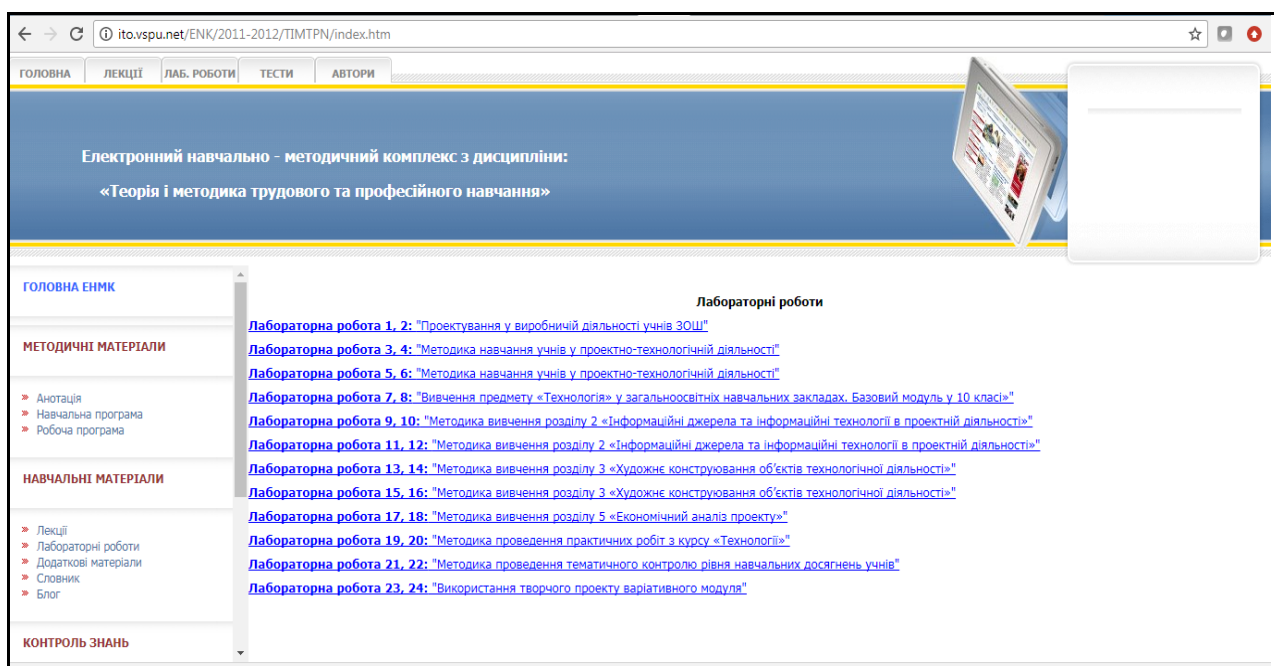 ito.vspu.net/ENK/2011-2012/TIMTPN/index.htm
ГОЛОВНА ЛЕКЦІЇ ЛАБ. РОБОТИ ТЕСТИ АВТОРИ
Електронний навчально - методичний комплекс з дисципліни:
«Теорія і методика трудового та професійного навчання»
ГОЛОВНА ЕНМК
МЕТОДИЧНІ МАТЕРІАЛИ
» Анотація
» Навчальна програма
» Робоча програма
НАВЧАЛЬНІ МАТЕРІАЛИ
» Лекції
» Лабораторні роботи
» Додаткові матеріали
» Словник
» Блог
КОНТРОЛЬ ЗНАНЬ
Лабораторні роботи
Лабораторна робота 1, 2: "Проектування у виробничій діяльності учнів ЗОШ"
Лабораторна робота 3, 4: "Методика навчання учнів у проектно-технологічній діяльності"
Лабораторна робота 5, 6: "Методика навчання учнів у проектно-технологічній діяльності"
Лабораторна робота 7, 8: "Вивчення предмету «Технологія» у загальноосвітніх навчальних закладах. Базовий модуль у 10 класі»"
Лабораторна робота 9, 10: "Методика вивчення розділу 2 «Інформаційні джерела та інформаційні технології в проектній діяльності»"
Лабораторна робота 11, 12: "Методика вивчення розділу 2 «Інформаційні джерела та інформаційні технології в проектній діяльності»"
Лабораторна робота 13, 14: "Методика вивчення розділу 3 «Художнє конструювання об'єктів технологічної діяльності»"
Лабораторна робота 15, 16: "Методика вивчення розділу 3 «Художнє конструювання об'єктів технологічної діяльності»"
Лабораторна робота 17, 18: "Методика вивчення розділу 5 «Економічний аналіз проекту»"
Лабораторна робота 19, 20: "Методика проведення практичних робіт з курсу «Технології»"
Лабораторна робота 21, 22: "Методика проведення тематичного контролю рівня навчальних досягнень учнів"
Лабораторна робота 23, 24: "Використання творчого проекту варіативного модуля"